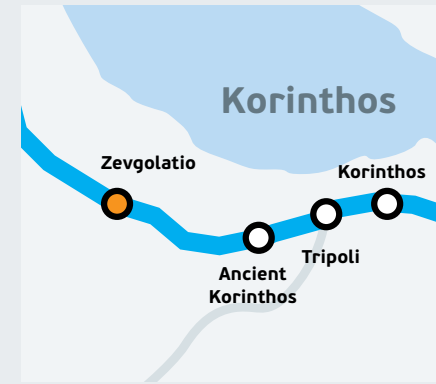 Korinthos
Zevgolatio
Korinthos
Tripoli
Ancient
Korinthos